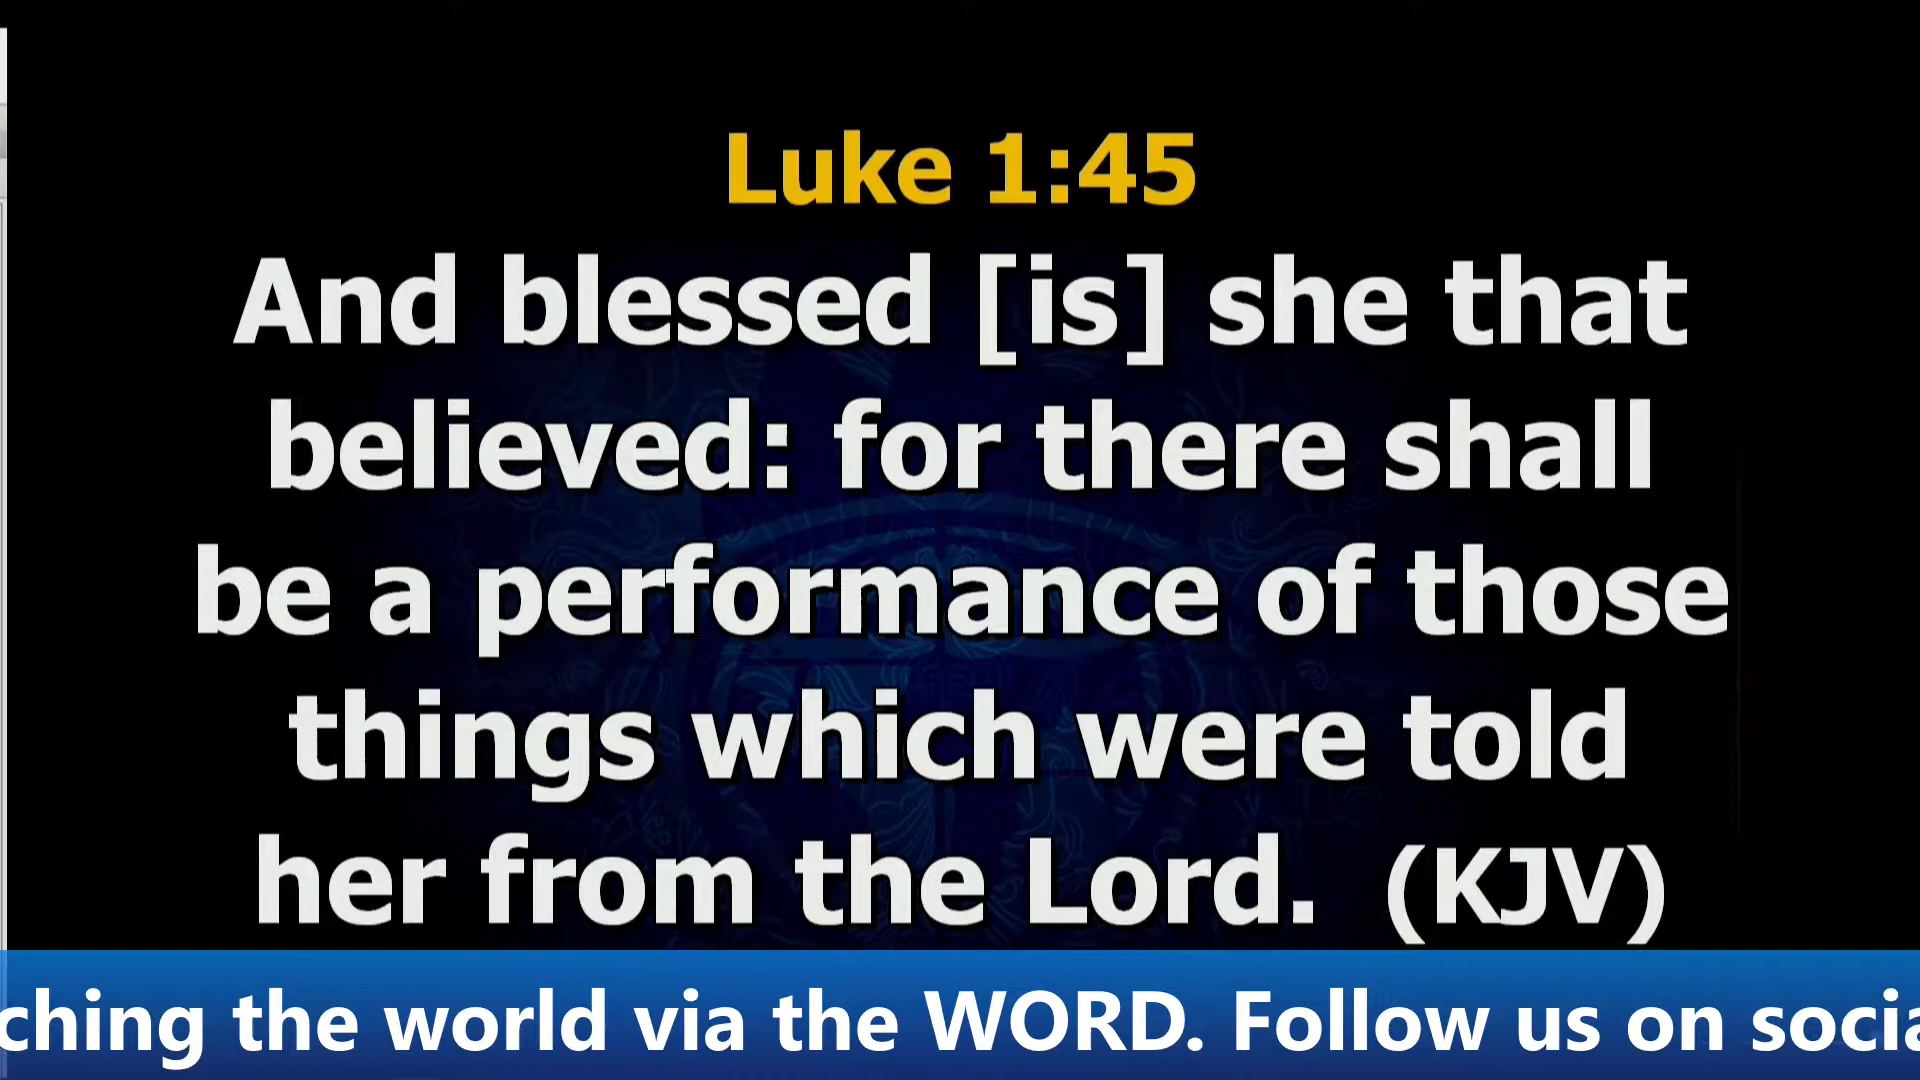 Luke 1:45
And blessed [is] she that
believed: for there shall
be a performance of those
things which were told
her from the Lord.  (KJV)
ching the world via the WORD. Follow us on socia